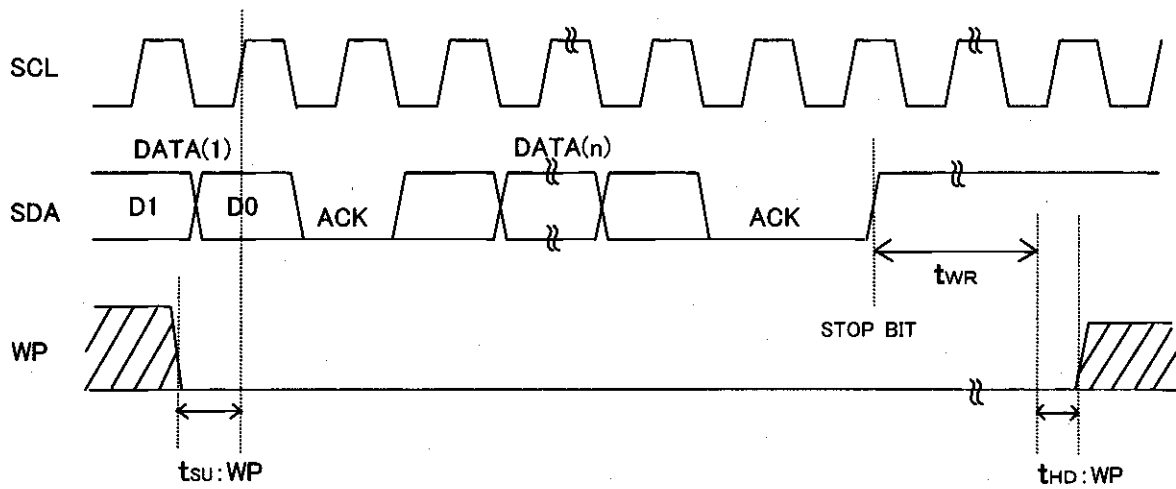 SCL
DATA(1)
DATA(n)
SDA
D1
D0
ACK
ACK
tWR
STOP BIT
WP
tSU:WP
tHD:WP